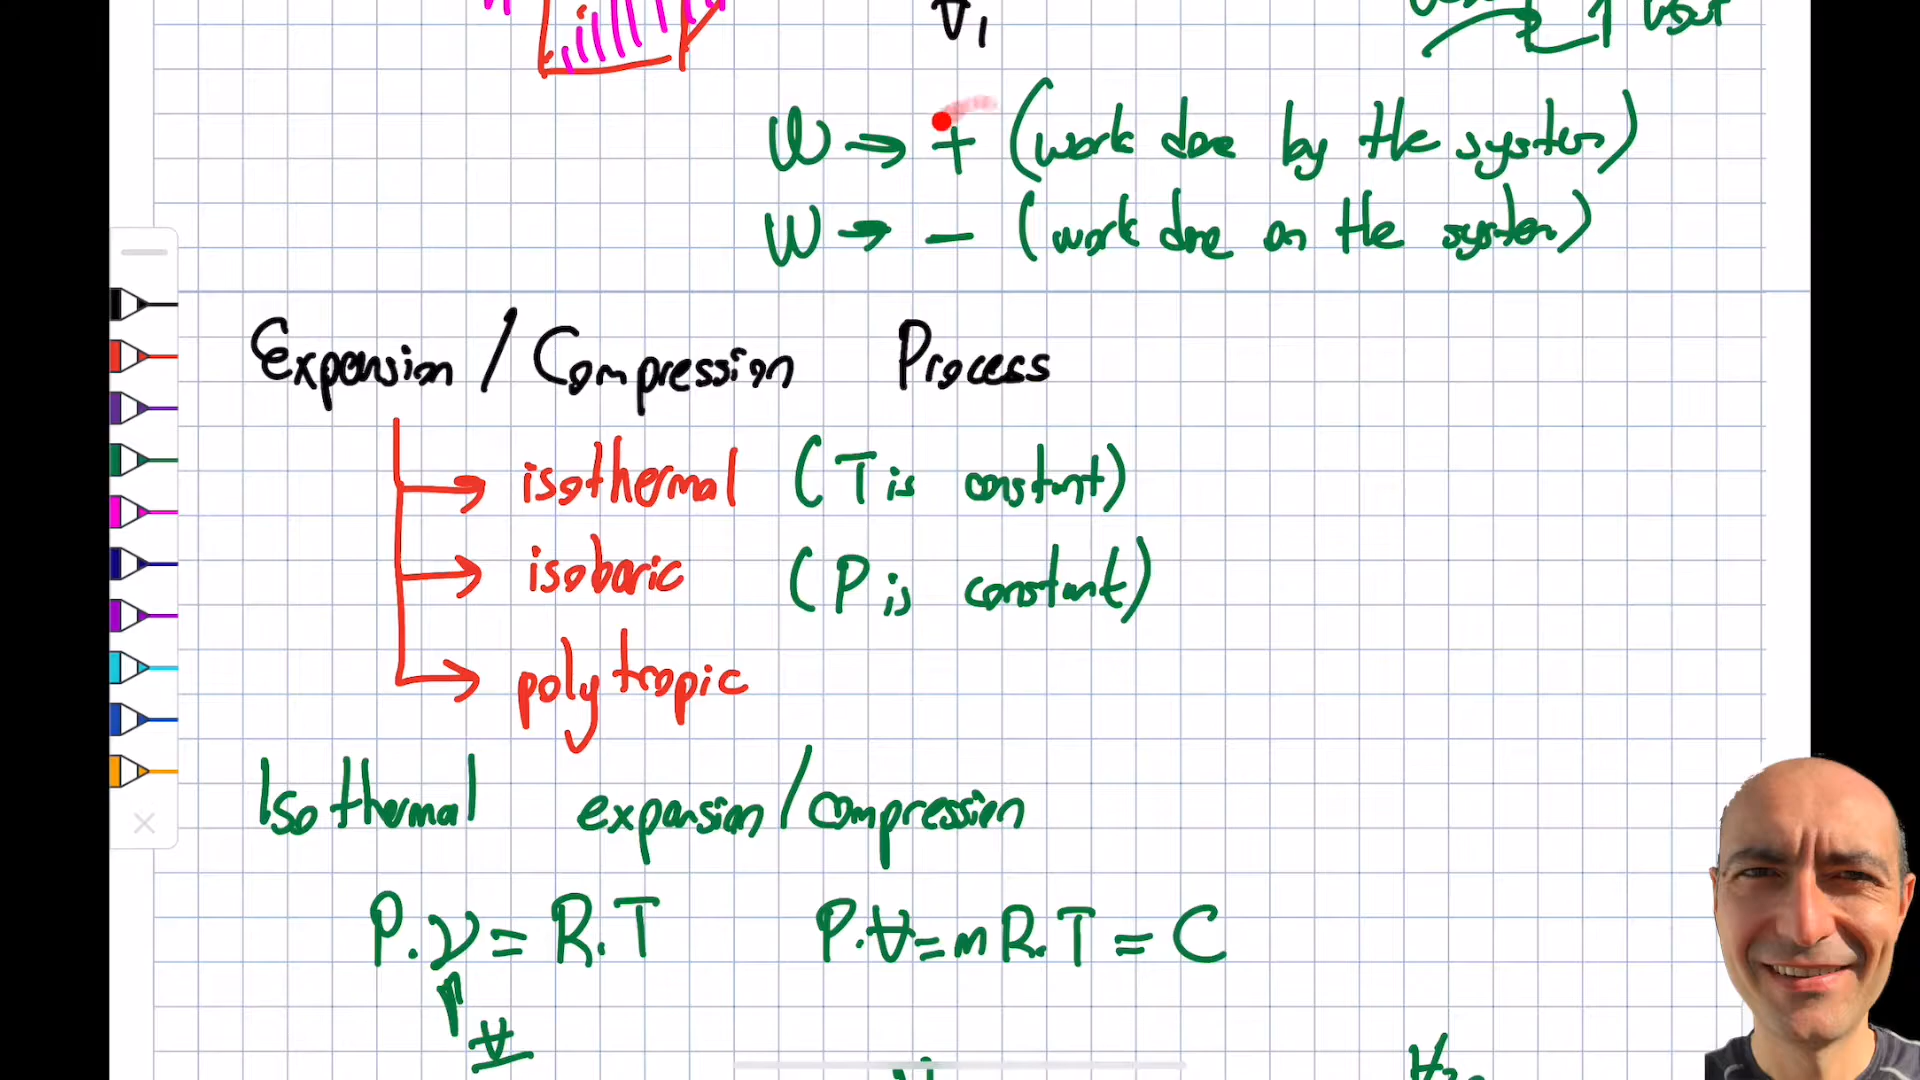 ∀1
W → + (work done by the system)
W → − (work done on the system)
Expansion / Compression Process
→ isothermal (T is constant)
→ isobaric (P is constant)
→ polytropic
Isothermal expansion/compression
P.ν = R.T P.∀ = m R.T = C
∀